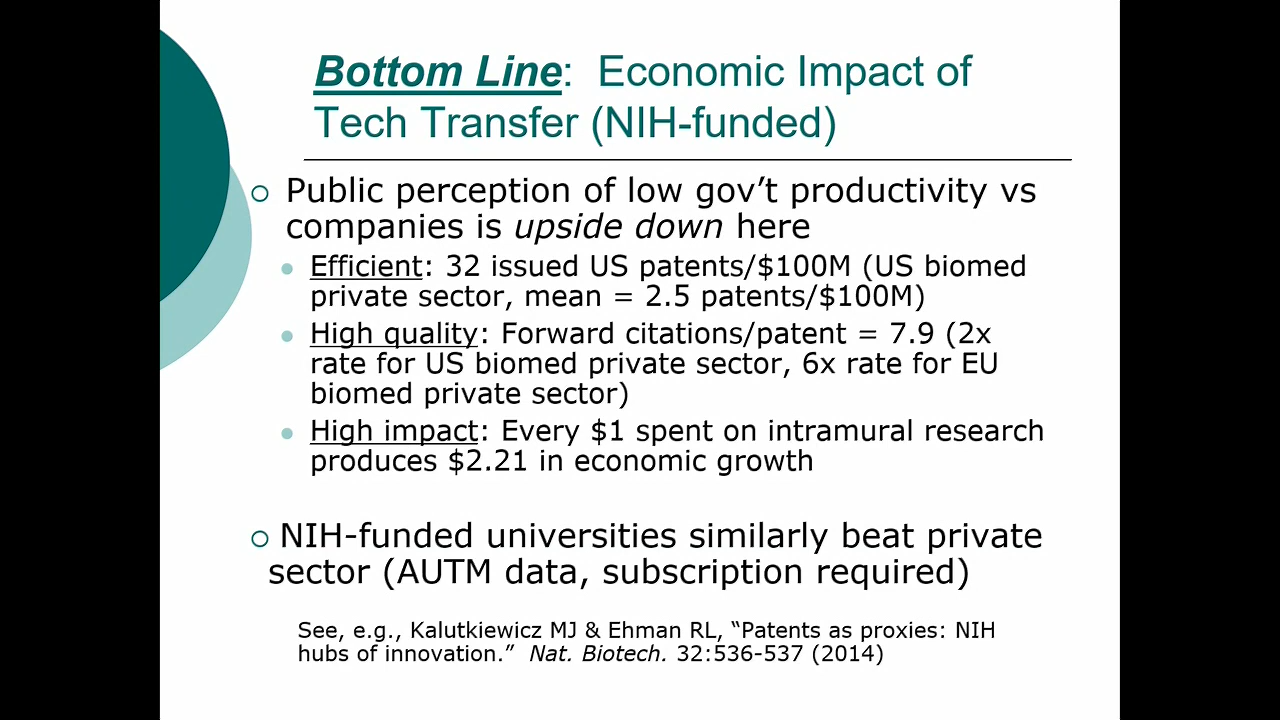 Bottom Line: Economic Impact of
Tech Transfer (NIH-funded)
Public perception of low gov't productivity vs
companies is upside down here
Efficient: 32 issued US patents/$100M (US biomed
private sector, mean = 2.5 patents/$100M)
High quality: Forward citations/patent = 7.9 (2x
rate for US biomed private sector, 6x rate for EU
biomed private sector)
High impact: Every $1 spent on intramural research
produces $2.21 in economic growth
NIH-funded universities similarly beat private
sector (AUTM data, subscription required)
See, e.g., Kalutkiewicz MJ & Ehman RL, “Patents as proxies: NIH
hubs of innovation.” Nat. Biotech. 32:536-537 (2014)